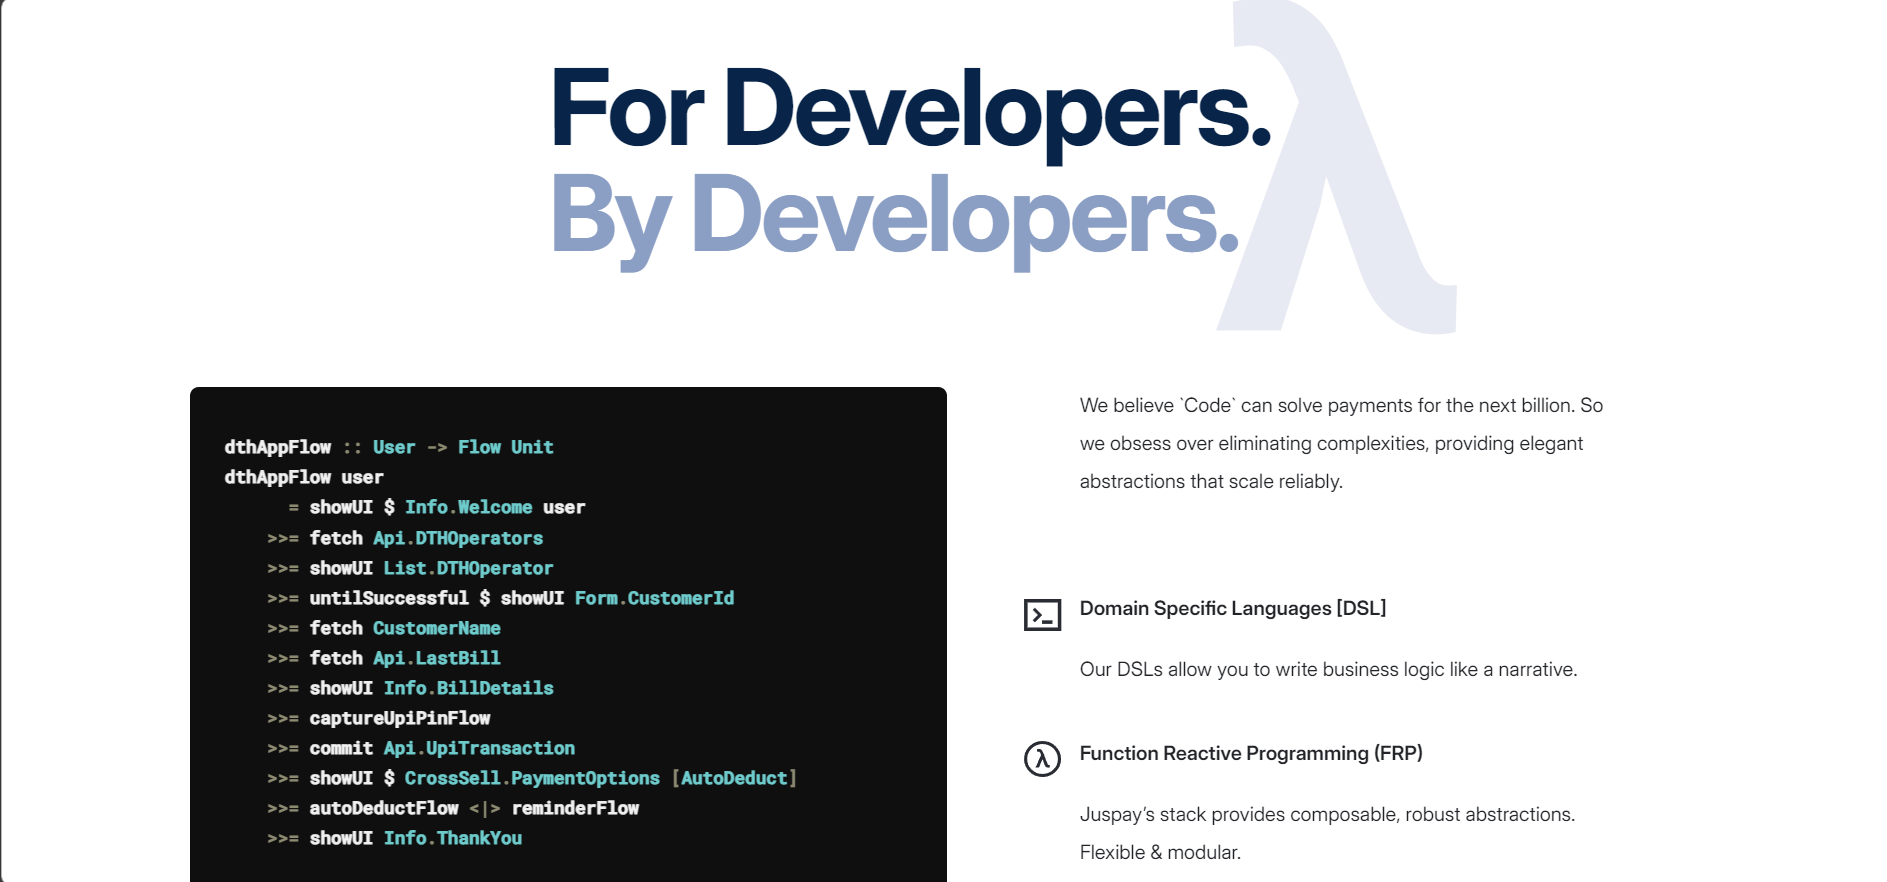 For Developers.
By Developers.
λ
dthAppFlow :: User -> Flow Unit
dthAppFlow user
= showUI $ Info.Welcome user
>>= fetch Api.DTHOperators
>>= showUI List.DTHOperator
>>= untilSuccessful $ showUI Form.CustomerId
>>= fetch CustomerName
>>= fetch Api.LastBill
>>= showUI Info.BillDetails
>>= captureUpiPinFlow
>>= commit Api.UpiTransaction
>>= showUI $ CrossSell.PaymentOptions [AutoDeduct]
>>= autoDeductFlow <|> reminderFlow
>>= showUI Info.ThankYou
We believe `Code` can solve payments for the next billion. So
we obsess over eliminating complexities, providing elegant
abstractions that scale reliably.
Domain Specific Languages [DSL]
Our DSLs allow you to write business logic like a narrative.
λ
Function Reactive Programming (FRP)
Juspay’s stack provides composable, robust abstractions.
Flexible & modular.